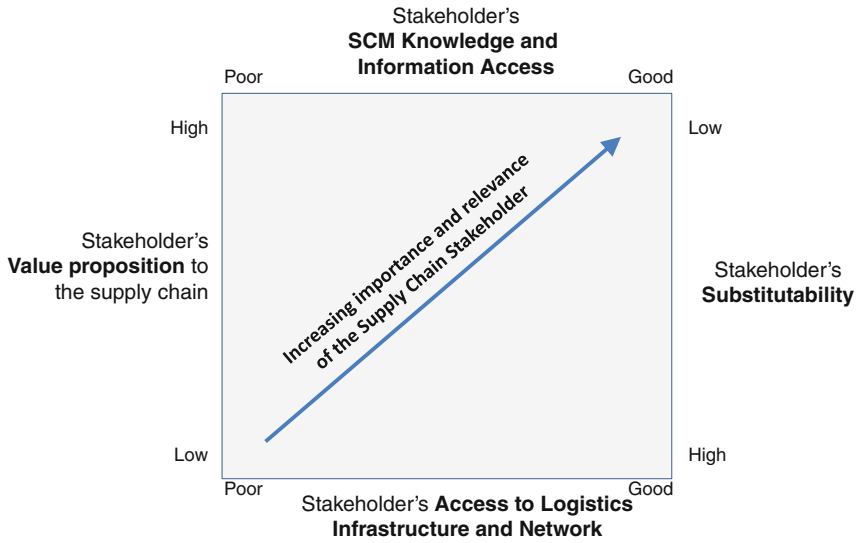 Stakeholder’s
SCM Knowledge and
Information Access
Poor
Good
High
Low
Increasing importance and relevance
of the Supply Chain Stakeholder
Stakeholder’s
Value proposition to
the supply chain
Stakeholder’s
Substitutability
Low
High
Poor
Good
Stakeholder’s Access to Logistics
Infrastructure and Network